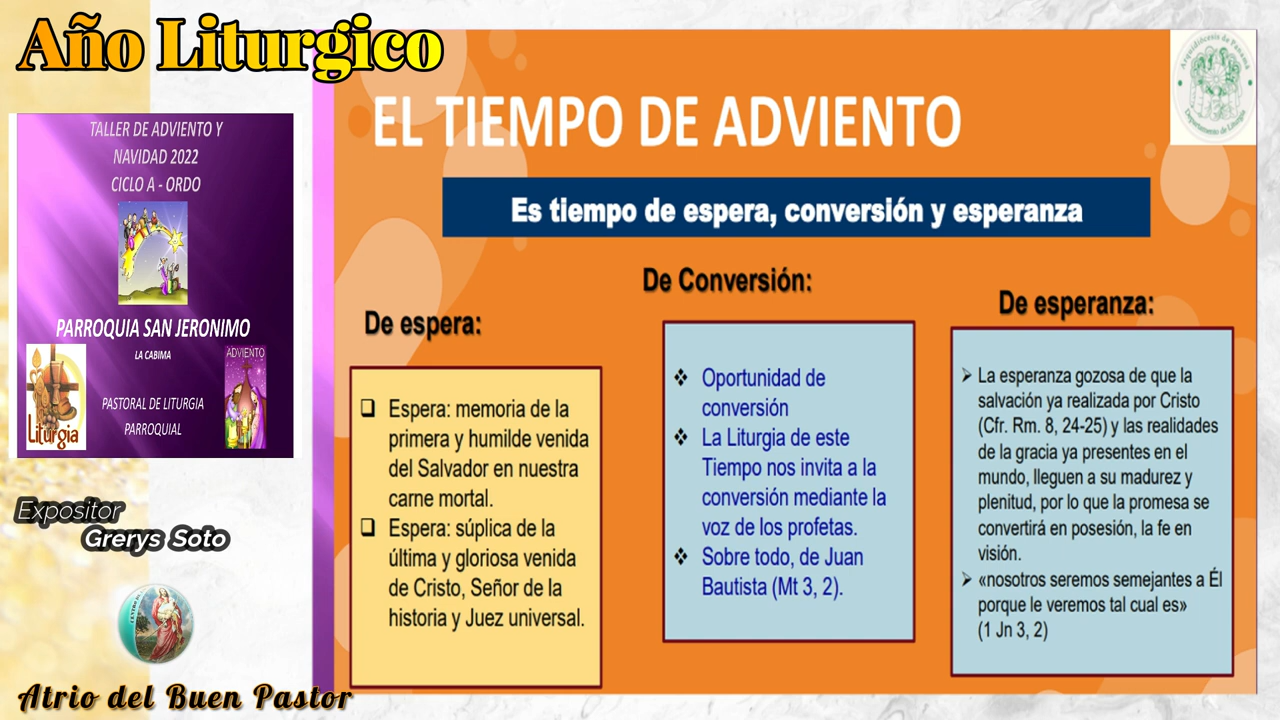 Año Liturgico
TALLER DE ADVIENTO Y
NAVIDAD 2022
CICLO A - ORDO
PARROQUIA SAN JERONIMO
LA CABIMA
Liturgia
ADVIENTO
PASTORAL DE LITURGIA
PARROQUIAL
Expositor
Grerys Soto
Atrio del Buen Pastor
EL TIEMPO DE ADVIENTO
Arquidiócesis de Panamá
Departamento de Liturgia
Es tiempo de espera, conversión y esperanza
De espera:
❑ Espera: memoria de la
primera y humilde venida
del Salvador en nuestra
carne mortal.
❑ Espera: súplica de la
última y gloriosa venida
de Cristo, Señor de la
historia y Juez universal.
De Conversión:
❖ Oportunidad de
conversión
❖ La Liturgia de este
Tiempo nos invita a la
conversión mediante la
voz de los profetas.
❖ Sobre todo, de Juan
Bautista (Mt 3, 2).
De esperanza:
➢ La esperanza gozosa de que la
salvación ya realizada por Cristo
(Cfr. Rm. 8, 24-25) y las realidades
de la gracia ya presentes en el
mundo, lleguen a su madurez y
plenitud, por lo que la promesa se
convertirá en posesión, la fe en
visión.
➢ «nosotros seremos semejantes a Él
porque le veremos tal cual es»
(1 Jn 3, 2)